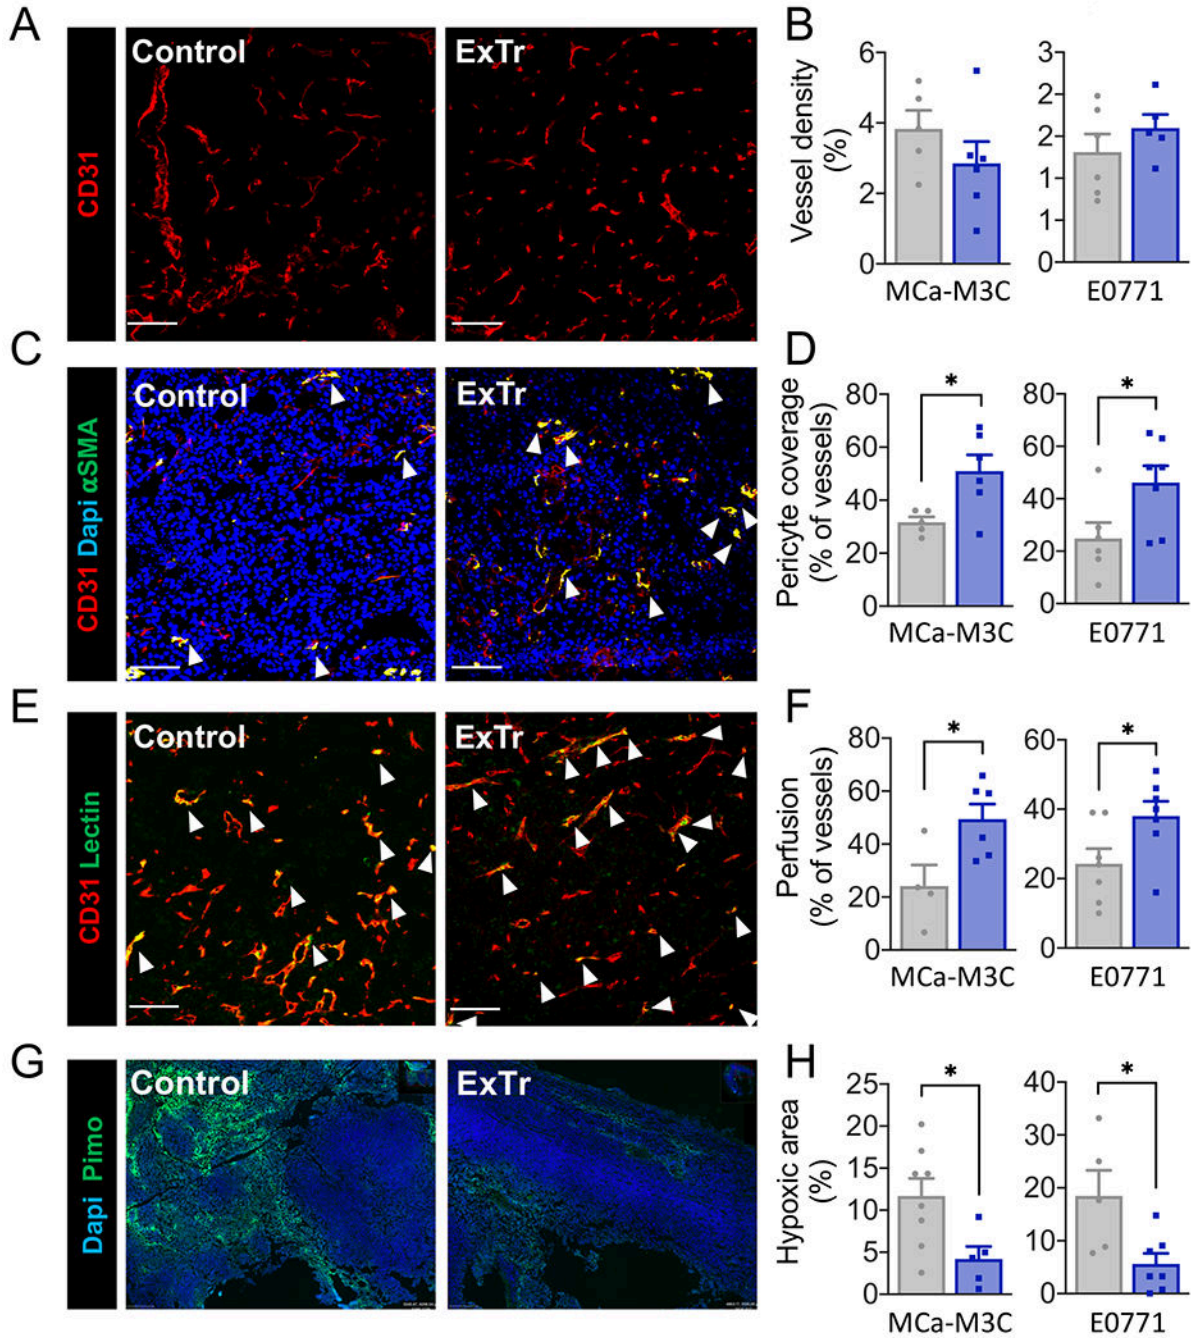 A
CD31
Control
ExTr
B
Vessel density
(%)
6
4
2
0
MCa-M3C
3
2
2
1
1
0
E0771
C
CD31 Dapi αSMA
Control
ExTr
D
Pericyte coverage
(% of vessels)
80
60
40
20
0
*
MCa-M3C
80
60
40
20
0
*
E0771
E
CD31 Lectin
Control
ExTr
F
Perfusion
(% of vessels)
80
60
40
20
0
*
MCa-M3C
60
40
20
0
*
E0771
G
Dapi Pimo
Control
ExTr
H
Hypoxic area
(%)
25
20
15
10
5
0
*
MCa-M3C
40
30
20
10
0
*
E0771